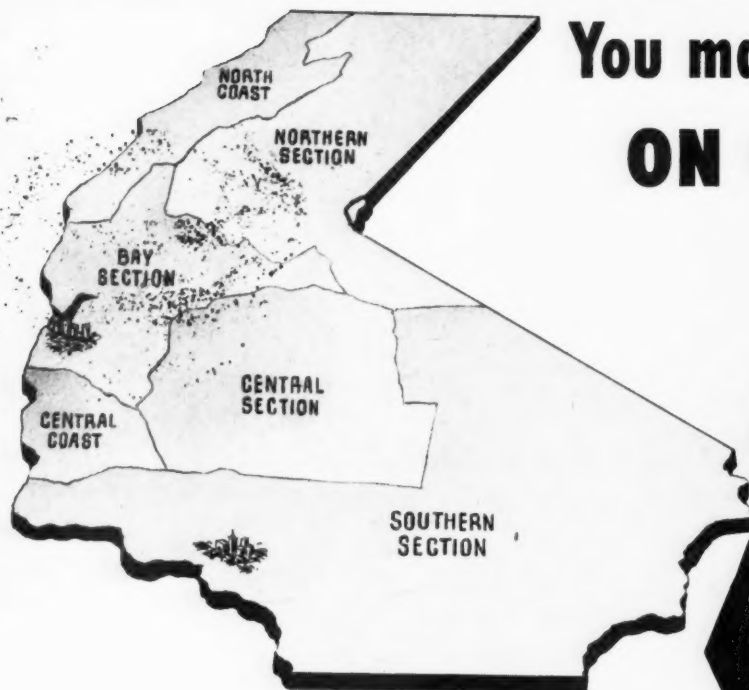 You
ON
NORTH
COAST
NORTHERN
SECTION
BAY
SECTION
CENTRAL
SECTION
CENTRAL
COAST
SOUTHERN
SECTION